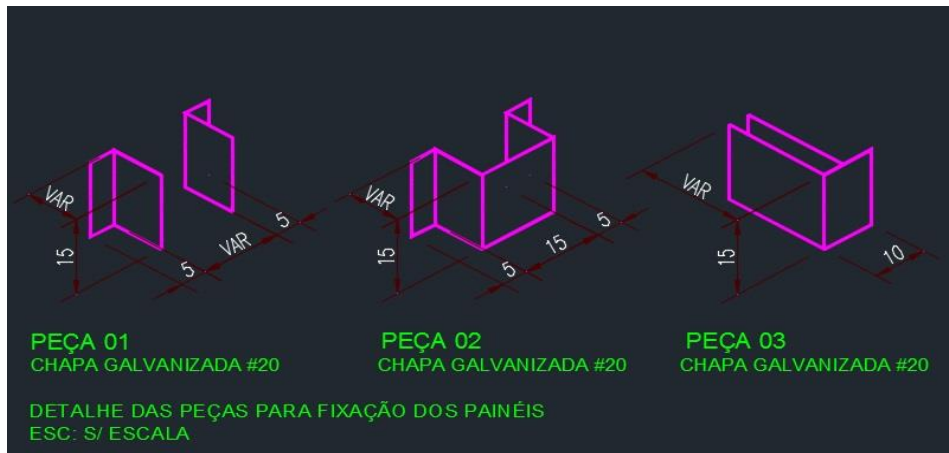 VAR
15
5
VAR
5
PEÇA 01
CHAPA GALVANIZADA #20
VAR
15
5
15
5
PEÇA 02
CHAPA GALVANIZADA #20
VAR
15
10
PEÇA 03
CHAPA GALVANIZADA #20
DETALHE DAS PEÇAS PARA FIXAÇÃO DOS PAINÉIS
ESC: S/ ESCALA